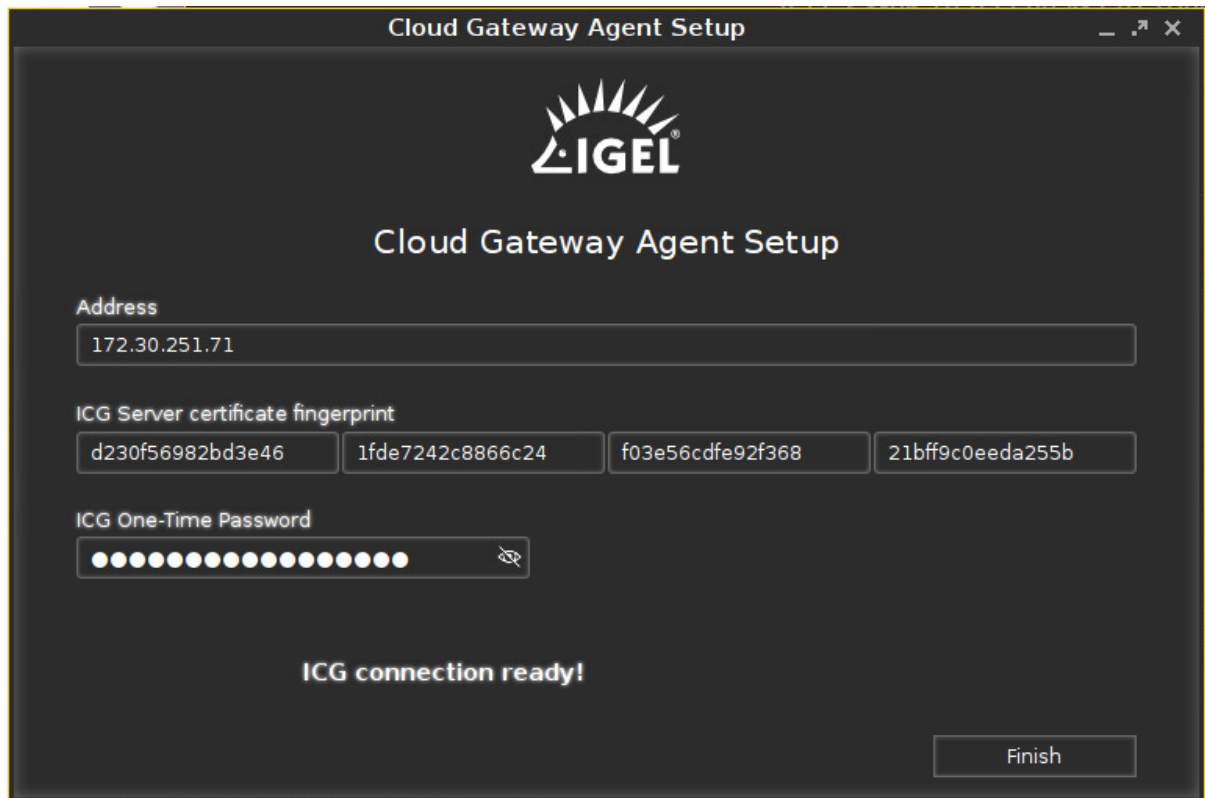 Cloud Gateway Agent Setup
IGEL®
Cloud Gateway Agent Setup
Address
172.30.251.71
ICG Server certificate fingerprint
d230f56982bd3e46 1fde7242c8866c24 f03e56cdfe92f368 21bff9c0eeda255b
ICG One-Time Password
●●●●●●●●●●●●●●●●●
ICG connection ready!
Finish